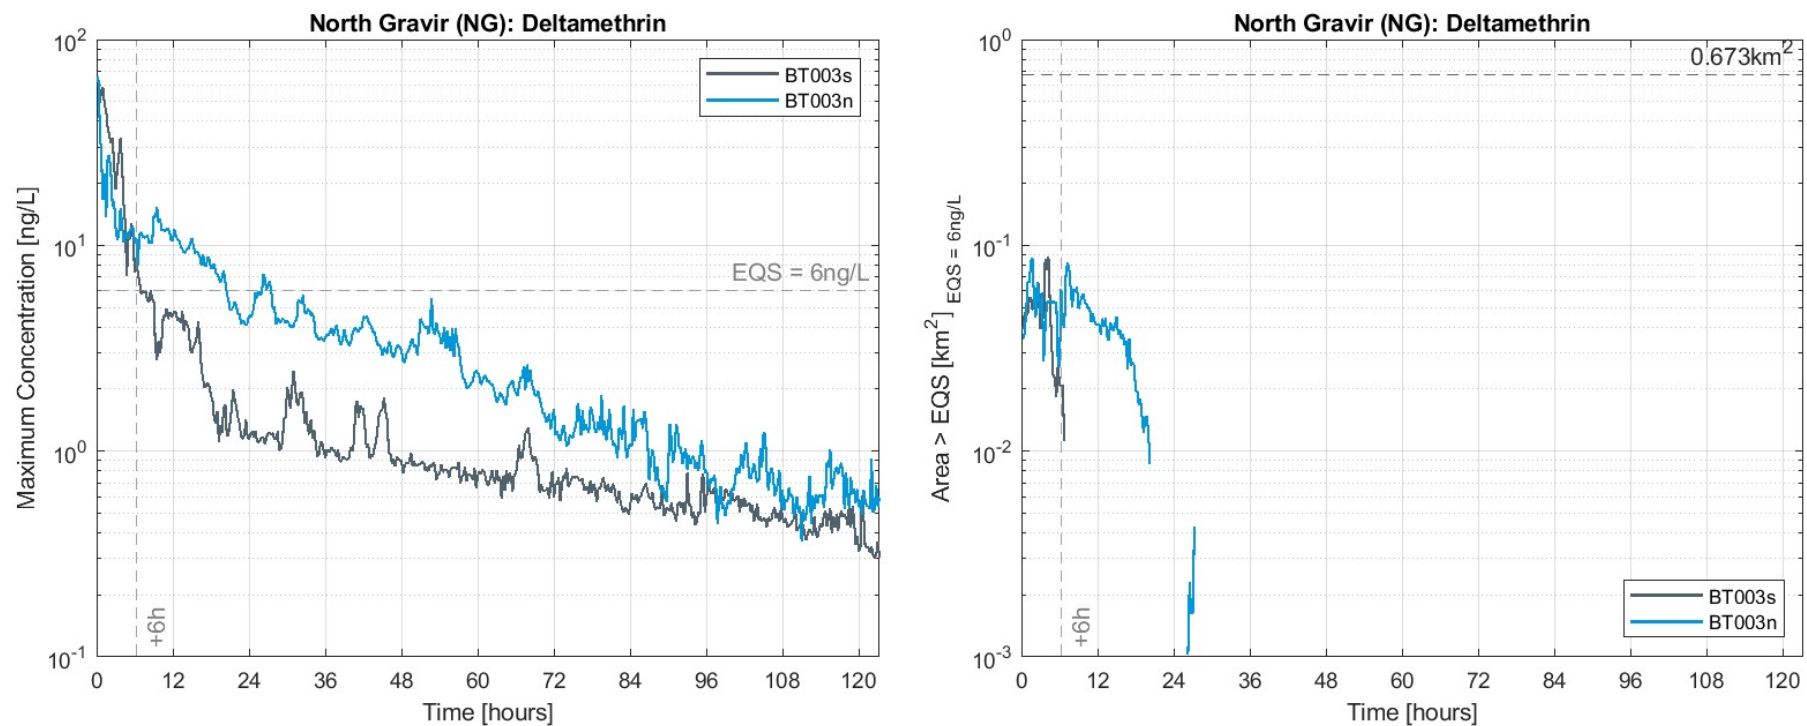 North Gravir (NG): Deltamethrin
Maximum Concentration [ng/L]
10^2
10^1
10^0
10^-1
BT003s
BT003n
EQS = 6ng/L
+6h
0 12 24 36 48 60 72 84 96 108 120
Time [hours]
North Gravir (NG): Deltamethrin
Area > EQS [km^2] EQS = 6ng/L
10^0
10^-1
10^-2
10^-3
0.673km^2
+6h
BT003s
BT003n
0 12 24 36 48 60 72 84 96 108 120
Time [hours]